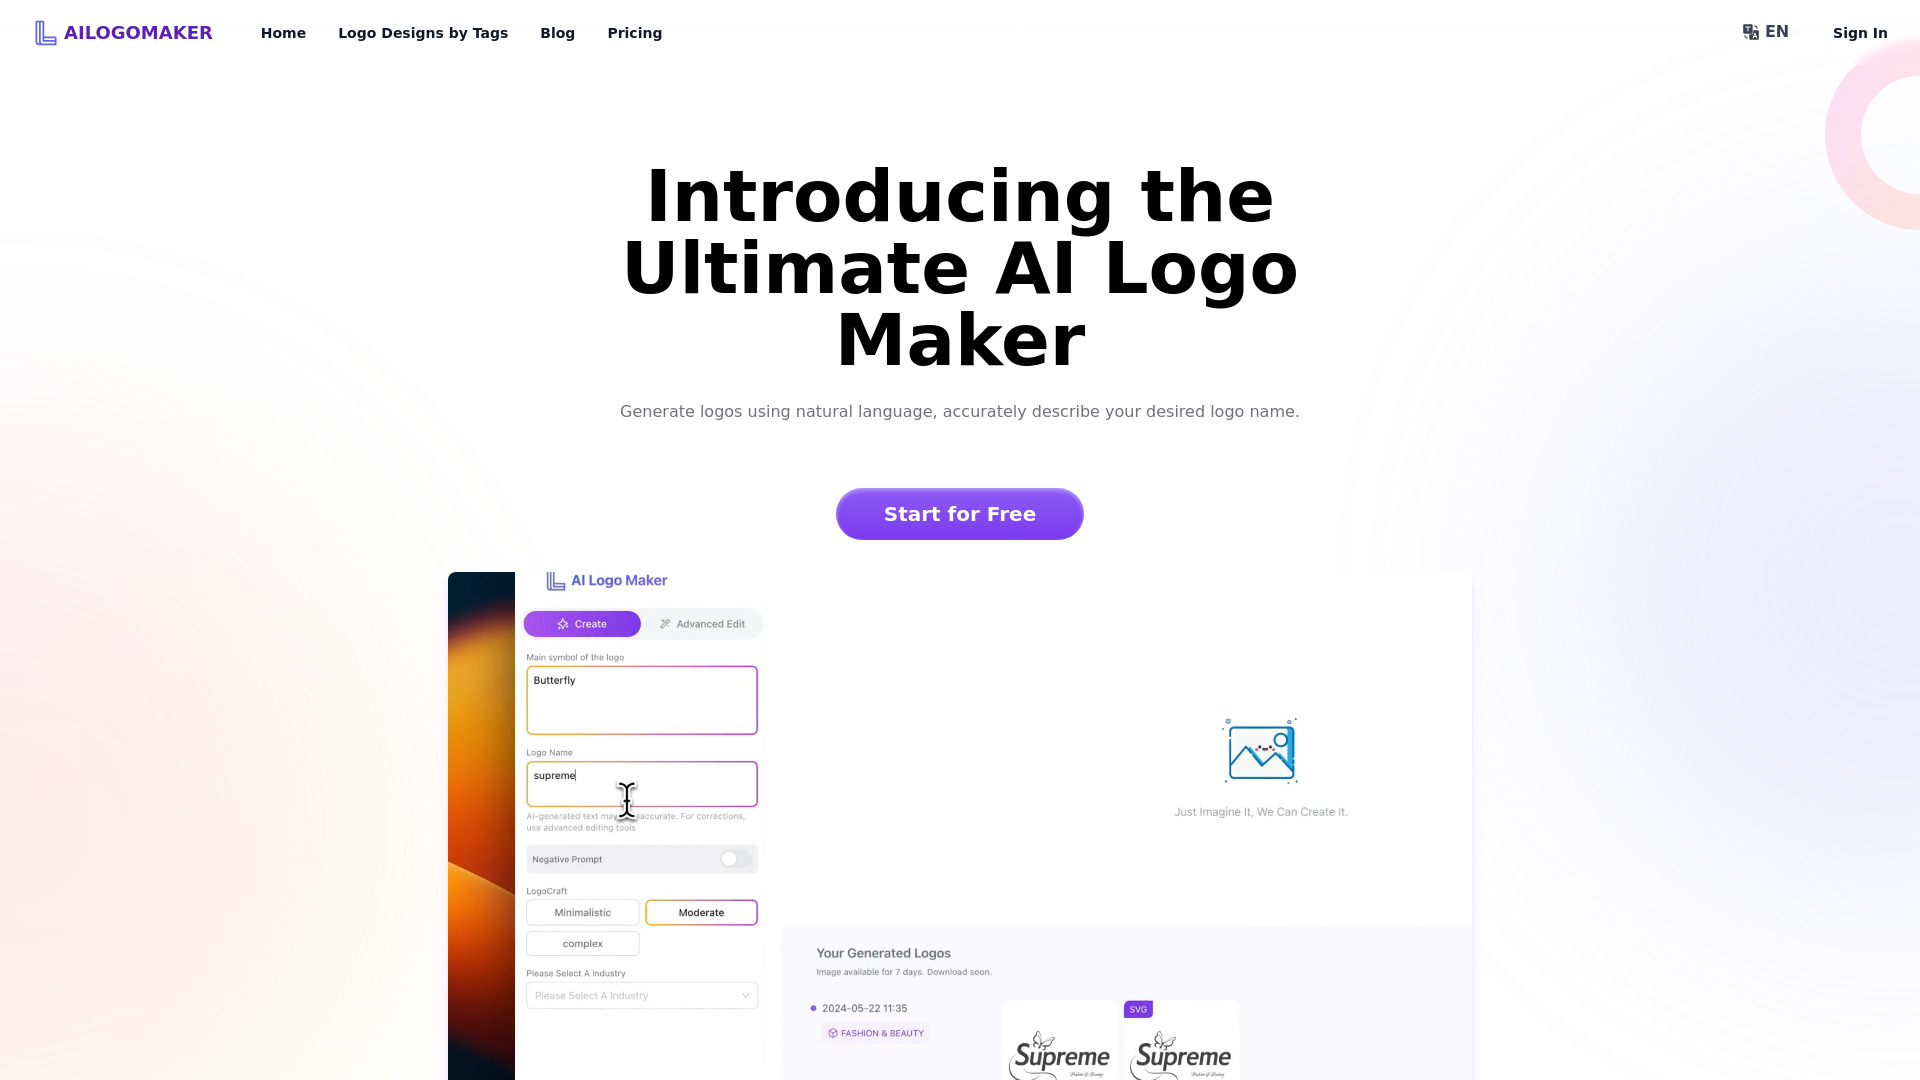 AILOGOMAKER
Home
Logo Designs by Tags
Blog
Pricing
EN
Sign In
Introducing the
Ultimate AI Logo
Maker
Generate logos using natural language, accurately describe your desired logo name.
Start for Free
AI Logo Maker
Create
Advanced Edit
Main symbol of the logo
Butterfly
Logo Name
supreme
AI-generated text may accurate. For corrections,
use advanced editing tools
Negative Prompt
LogoCraft
Minimalistic
Moderate
complex
Please Select A Industry
Please Select A Industry
Just Imagine It, We Can Create It.
Your Generated Logos
Image available for 7 days. Download soon.
2024-05-22 11:35
FASHION & BEAUTY
SVG
Supreme
Fashion & Beauty
Supreme
Fashion & Beauty